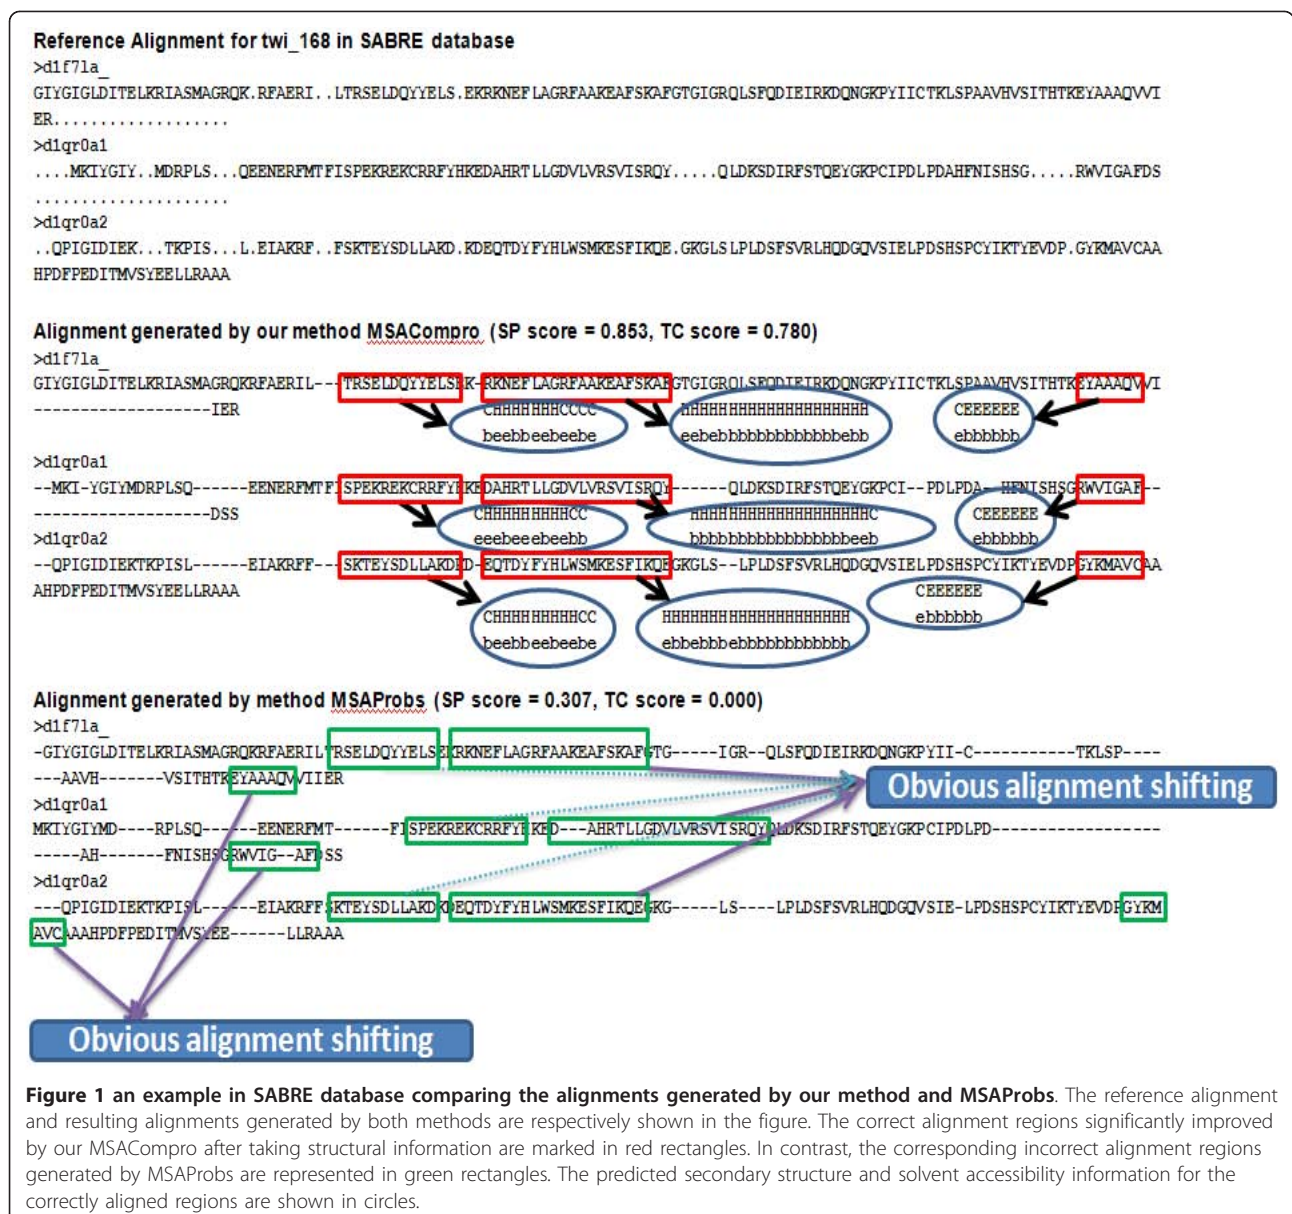 Reference Alignment for twi_168 in SABRE database
>d1f7la_
GIYGIGLDITELKRIASMAGRQK.RFAERI..LTRSELDQYYELS.EKRKNEFLAGRFAAKEAFSKAFGTGIGRQLSFQDIEIRKDQNGKPYIICTKLSPAAVHVSITHTKEYAAAQVVI
ER...................
>d1qr0a1
....MKIYGIY..MDRPLS...QEENERFMTFISPEKREKCRRFYHKEDAHRTLLGDVLVRSVISRQY.....QLDKSDIRFSTQEYGKPCIPDLPDAHFNISHSG.....RWVIGAFDS
.....................
>d1qr0a2
..QPIGIDIEK...TKPIS...L.EIAKRF..FSKTEYSDLLAKD.KDEQTDYFYHLWSMKESFIKQE.GKGLSLPLDSFSVRLHQDGQVSIELPDSHSPCYIKTYEVDP.GYKMAVCAA
HPDFPEDITMVSYEELLRAAA
Alignment generated by our method MSACompro (SP score = 0.853, TC score = 0.780)
>d1f7la_
GIYGIGLDITELKRIASMAGRQKRFAERIL---TRSELDQYYELSEK-RKNEFLAGRFAAKEAFSKAFGTGIGRQLSFQDIEIRKDQNGKPYIICTKLSPAAVHVSITHTKEYAAAQVVI
-------------------IER
CHHHHHHHCCCC HHHHHHHHHHHHHHHHHHHH CEEEEEE
beebbeebeebe eebebbbbbbbbbbbbbbebb ebbbbbb
>d1qr0a1
--MKI-YGIYMDRPLSQ------EENERFMTFISPEKREKCRRFYHKEDAHRTLLGDVLVRSVISRQY------QLDKSDIRFSTQEYGKPCI--PDLPDA--HFNISHSGRWVIGAF--
-------------------DSS
CHHHHHHHHHCC HHHHHHHHHHHHHHHHHHHC CEEEEEE
eeebeeebeebb bbbbbbbbbbbbbbbbbeeb ebbbbbb
>d1qr0a2
--QPIGIDIEKTKPISL------EIAKRFF---SKTEYSDLLAKDKD-EQTDYFYHLWSMKESFIKQEGKGLS--LPLDSFSVRLHQDGQVSIELPDSHSPCYIKTYEVDPGYKMAVCAA
AHPDFPEDITMVSYEELLRAAA
CEEEEEE
ebbbbbb
CHHHHHHHHHCC HHHHHHHHHHHHHHHHHHHH
beebbeebeebe ebbebbbebbbbbbbbbbbb
Alignment generated by method MSAProbs (SP score = 0.307, TC score = 0.000)
>d1f7la_
-GIYGIGLDITELKRIASMAGRQKRFAERILTRSELDQYYELSEKRKNEFLAGRFAAKEAFSKAFGTG-----IGR--QLSFQDIEIRKDQNGKPYII-C-----------TKLSP----
---AAVH-------VSITHTKEYAAAQVVIIER
Obvious alignment shifting
>d1qr0a1
MKIYGIYMD----RPLSQ------EENERFMT------FISPEKREKCRRFYHKED---AHRTLLGDVLVRSVISRQYQLDKSDIRFSTQEYGKPCIPDLPD------------------
-----AH-------FNISHSGRWVIG--AFDSS
>d1qr0a2
---QPIGIDIEKTKPISL------EIAKRFFSKTEYSDLLAKDKDEQTDYFYHLWSMKESFIKQEGKG------LS----LPLDSFSVRLHQDGQVSIE-LPDSHSPCYIKTYEVDPGYKM
AVCAAAHPDFPEDITMVSYEE------LLRAAA
Obvious alignment shifting
Figure 1 an example in SABRE database comparing the alignments generated by our method and MSAProbs. The reference alignment
and resulting alignments generated by both methods are respectively shown in the figure. The correct alignment regions significantly improved
by our MSACompro after taking structural information are marked in red rectangles. In contrast, the corresponding incorrect alignment regions
generated by MSAProbs are represented in green rectangles. The predicted secondary structure and solvent accessibility information for the
correctly aligned regions are shown in circles.